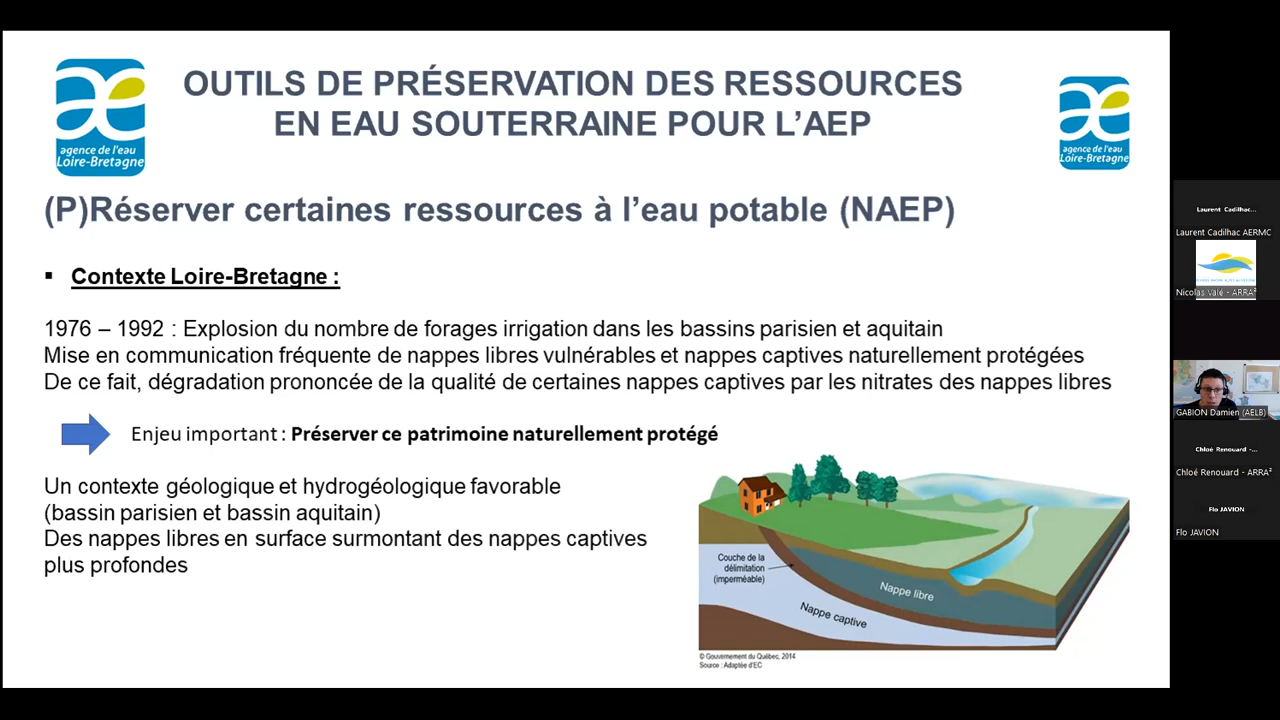 agence de l'eau
Loire-Bretagne
OUTILS DE PRÉSERVATION DES RESSOURCES
EN EAU SOUTERRAINE POUR L'AEP
agence de l'eau
Loire-Bretagne
(P)Réserver certaines ressources à l'eau potable (NAEP)
▪ Contexte Loire-Bretagne :
1976 – 1992 : Explosion du nombre de forages irrigation dans les bassins parisien et aquitain
Mise en communication fréquente de nappes libres vulnérables et nappes captives naturellement protégées
De ce fait, dégradation prononcée de la qualité de certaines nappes captives par les nitrates des nappes libres
Enjeu important : Préserver ce patrimoine naturellement protégé
Un contexte géologique et hydrogéologique favorable
(bassin parisien et bassin aquitain)
Des nappes libres en surface surmontant des nappes captives
plus profondes
Couche de la
délimitation
(imperméable)
Nappe libre
Nappe captive
© Gouvernement du Québec, 2014
Source : Adaptée d'EC
Laurent Cadilhac...
Laurent Cadilhac AERMC
Nicolas Valé - ARRA²
GABION Damien (AELB)
Chloé Renouard -...
Chloé Renouard - ARRA²
Flo JAVION
Flo JAVION